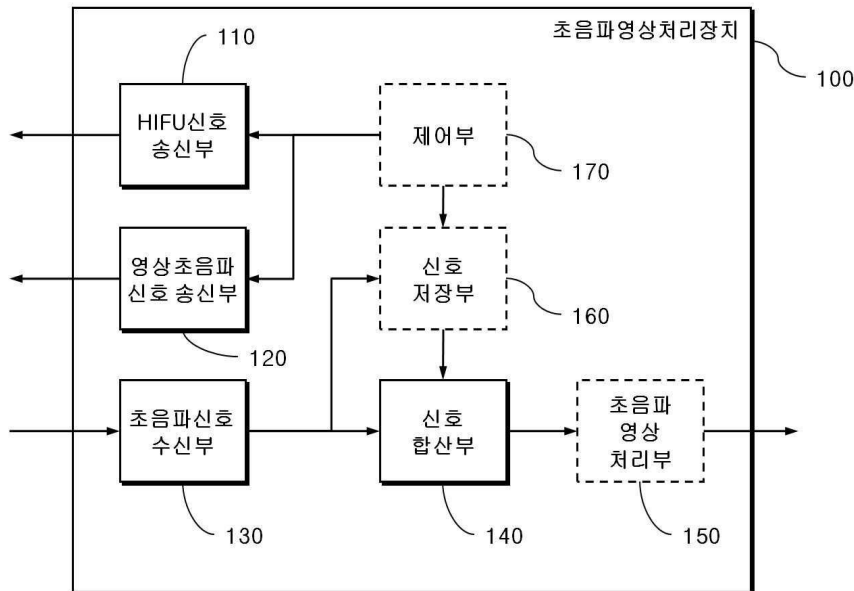 초음파영상처리장치
100
110
HIFU신호
송신부
제어부
170
영상초음파
신호 송신부
120
신호
저장부
160
초음파신호
수신부
130
신호
합산부
140
초음파
영상
처리부
150